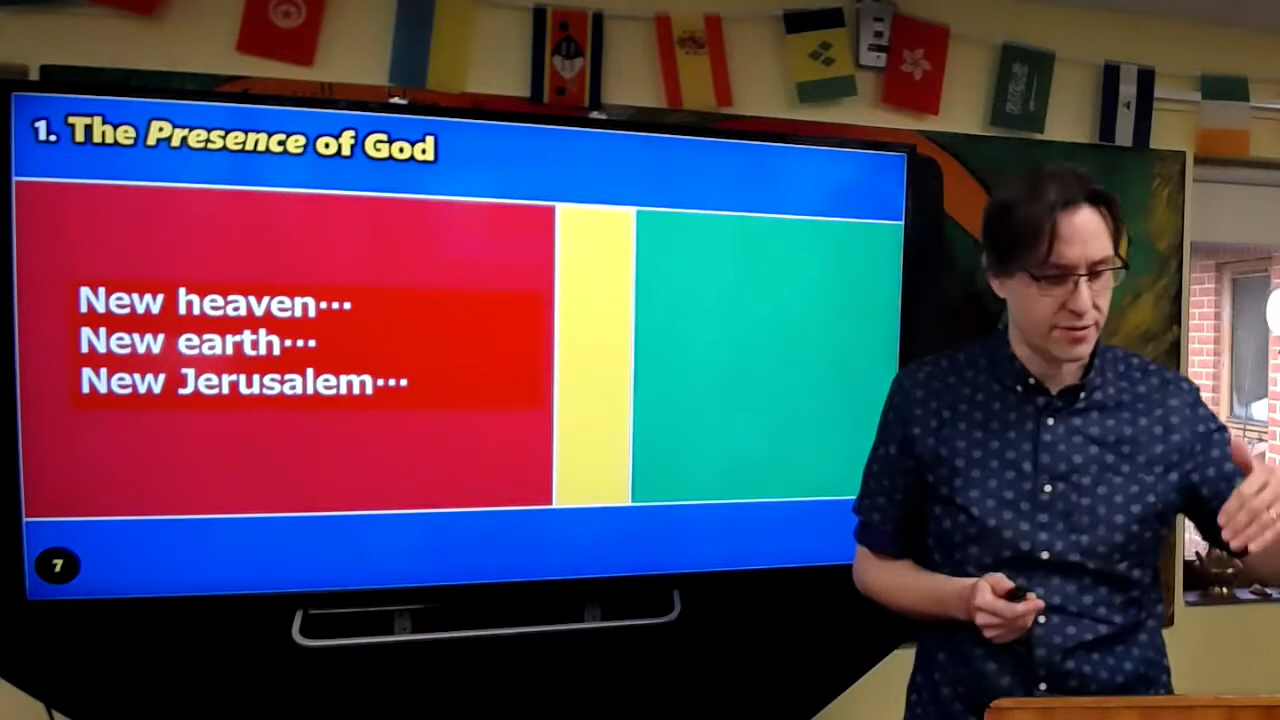 1. The Presence of God
New heaven…
New earth…
New Jerusalem…
7